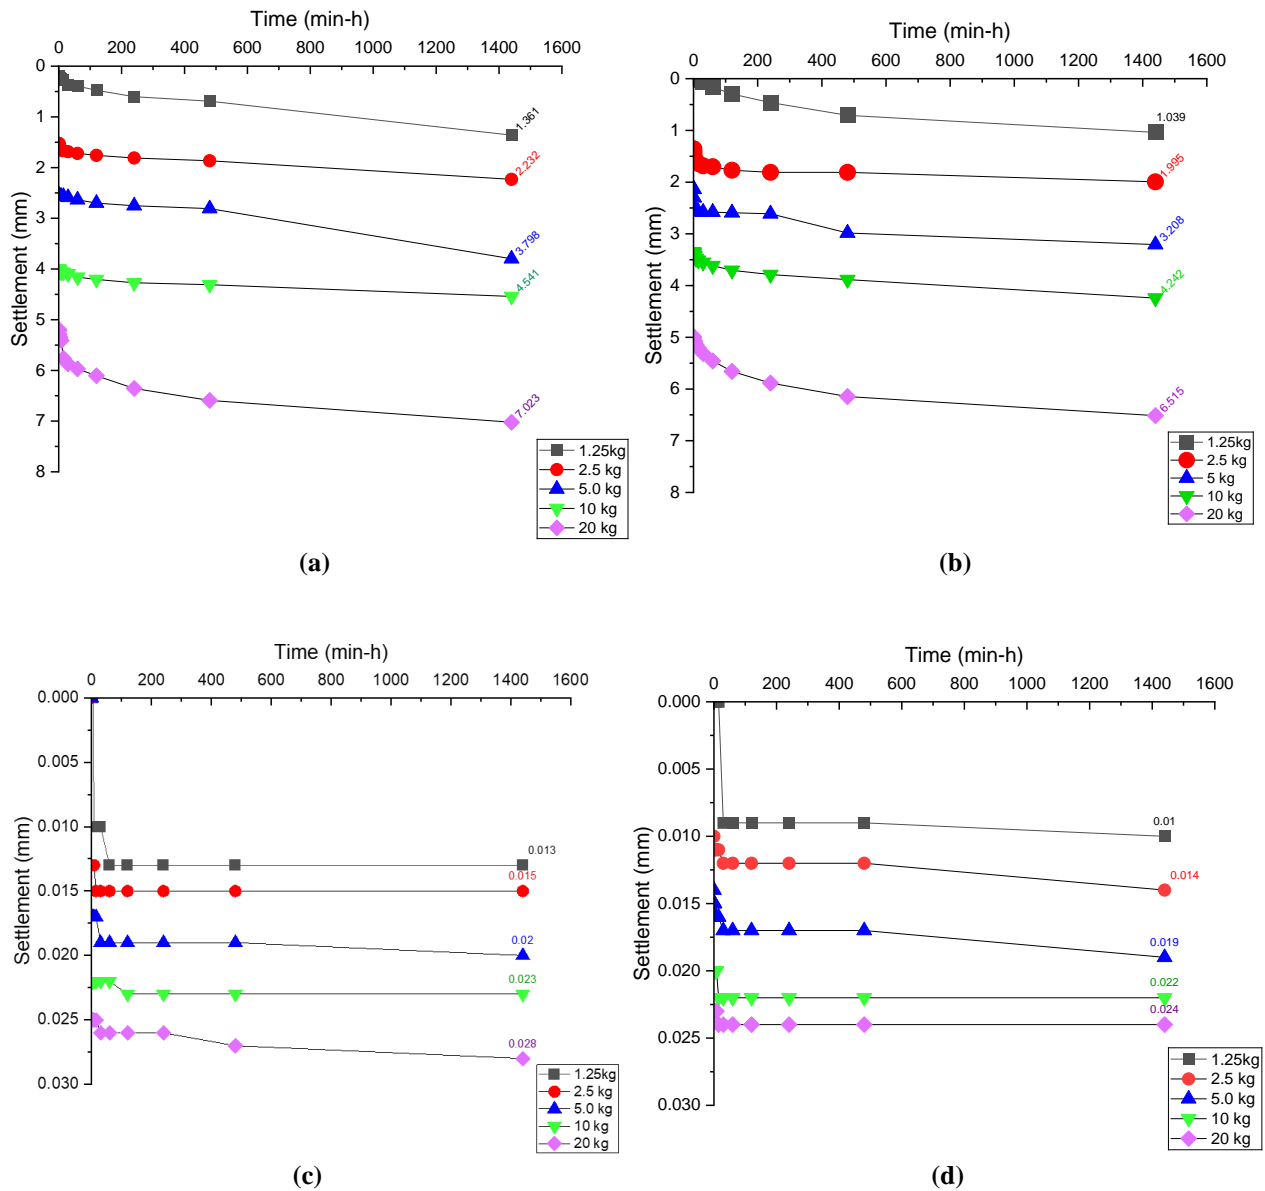 Time (min-h)
0 200 400 600 800 1000 1200 1400 1600
0
1
2
3
4
5
6
7
8
Settlement (mm)
1.361
2.232
3.798
4.541
7.023
1.25kg
2.5 kg
5.0 kg
10 kg
20 kg
(a)
Time (min-h)
0 200 400 600 800 1000 1200 1400 1600
0
1
2
3
4
5
6
7
8
Settlement (mm)
1.039
1.995
3.208
4.242
6.515
1.25kg
2.5 kg
5 kg
10 kg
20 kg
(b)
Time (min-h)
0 200 400 600 800 1000 1200 1400 1600
0.000
0.005
0.010
0.015
0.020
0.025
0.030
Settlement (mm)
0.013
0.015
0.02
0.023
0.028
1.25kg
2.5 kg
5.0 kg
10 kg
20 kg
(c)
Time (min-h)
0 200 400 600 800 1000 1200 1400 1600
0.000
0.005
0.010
0.015
0.020
0.025
0.030
Settlement (mm)
0.01
0.014
0.019
0.022
0.024
1.25kg
2.5 kg
5.0 kg
10 kg
20 kg
(d)